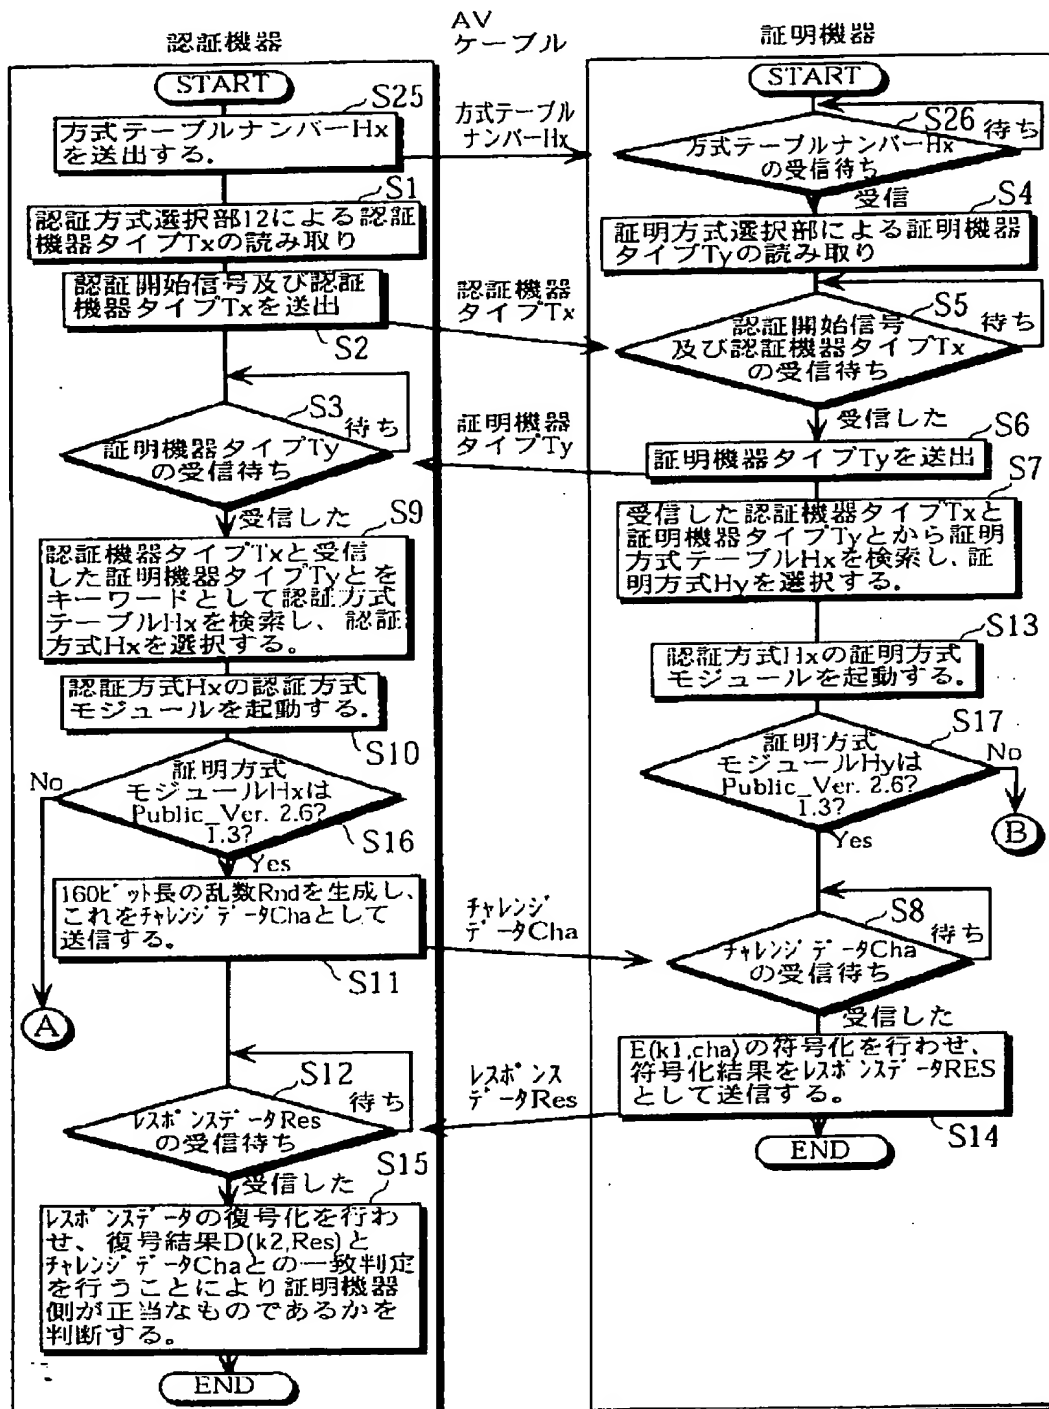 AV
ケーブル
認証機器
START
S25
方式テーブルナンバーHx
を送出する.
S1
認証方式選択部12による認証
機器タイプTxの読み取り
認証開始信号及び認証
機器タイプTxを送出
S2
S3
待ち
証明機器タイプTy
の受信待ち
受信した
S9
認証機器タイプTxと受信
した証明機器タイプTyとを
キーワードとして認証方式
テーブルHxを検索し、認証
方式Hxを選択する。
認証方式Hxの認証方式
モジュールを起動する.
S10
No
証明方式
モジュールHxは
Public_Ver. 2.6?
1.3?
S16
Yes
160ビット長の乱数Rndを生成し、
これをチャレンジデータChaとして
送信する。
S11
A
S12
待ち
レスポンスデータRes
の受信待ち
S15
受信した
レスポンスデータの復号化を行わ
せ、復号結果D(k2,Res)と
チャレンジデータChaとの一致判定
を行うことにより証明機器
側が正当なものであるかを
判断する。
END
方式テーブル
ナンバーHx
認証機器
タイプTx
証明機器
タイプTy
チャレンジ
データCha
レスポンス
データRes
証明機器
START
S26
待ち
方式テーブルナンバーHx
の受信待ち
受信
S4
証明方式選択部による証明機器
タイプTyの読み取り
S5
待ち
認証開始信号
及び認証機器タイプTx
の受信待ち
受信した
S6
証明機器タイプTyを送出
S7
受信した認証機器タイプTxと
証明機器タイプTyとから証明
方式テーブルHxを検索し、証
明方式Hyを選択する。
S13
認証方式Hxの証明方式
モジュールを起動する.
S17
証明方式
モジュールHyは
Public_Ver. 2.6?
1.3?
No
B
Yes
S8
待ち
チャレンジデータCha
の受信待ち
受信した
E(k1,cha)の符号化を行わせ、
符号化結果をレスポンスデータRES
として送信する。
S14
END